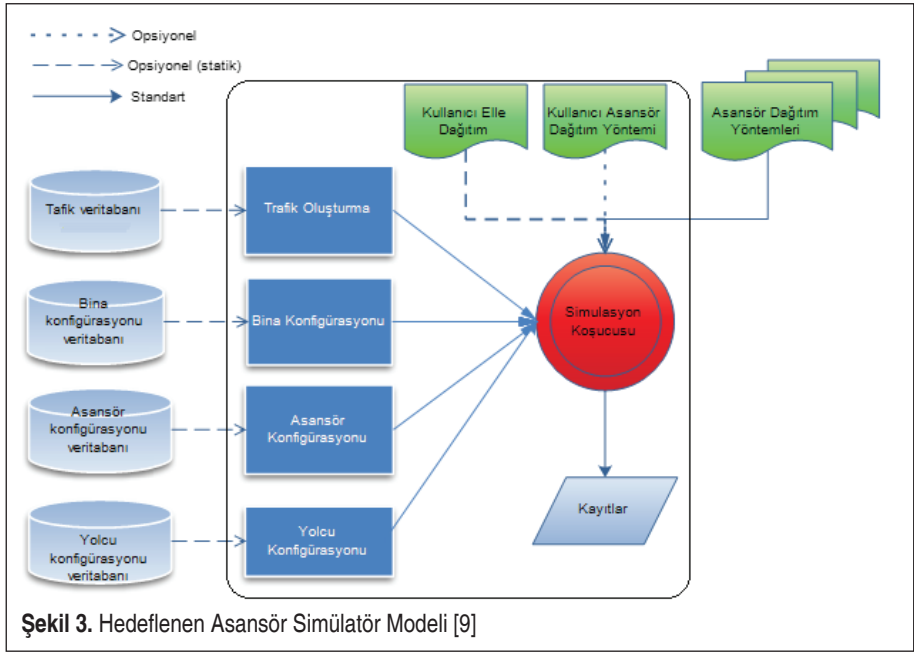 Opsiyonel
Opsiyonel (statik)
Standart
Kullanıcı Elle
Dağıtım
Kullanıcı Asansör
Dağıtım Yöntemi
Asansör Dağıtım
Yöntemleri
Tafik veritabanı
Trafik Oluşturma
Bina
konfigürasyonu
veritabanı
Bina Konfigürasyonu
Simulasyon
Koşucusu
Asansör
konfigürasyonu
veritabanı
Asansör
Konfigürasyonu
Yolcu
konfigürasyonu
veritabanı
Yolcu
Konfigürasyonu
Kayıtlar
Şekil 3. Hedeflenen Asansör Simülatör Modeli [9]